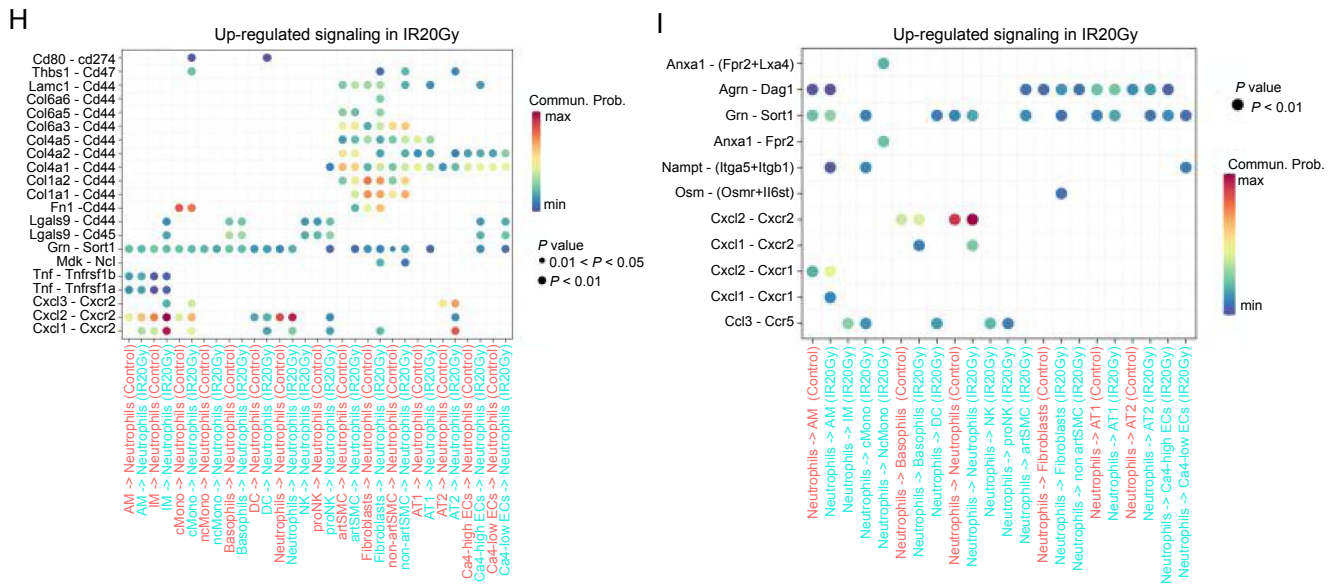 H
Up-regulated signaling in IR20Gy
Cd80 - cd274
Thbs1 - Cd47
Lamc1 - Cd44
Col6a6 - Cd44
Col6a5 - Cd44
Col6a3 - Cd44
Col4a5 - Cd44
Col4a2 - Cd44
Col4a1 - Cd44
Col1a2 - Cd44
Col1a1 - Cd44
Fn1 - Cd44
Lgals9 - Cd44
Lgals9 - Cd45
Grn - Sort1
Mdk - Ncl
Tnf - Tnfrsf1b
Tnf - Tnfrsf1a
Cxcl3 - Cxcr2
Cxcl2 - Cxcr2
Cxcl1 - Cxcr2
AM -> Neutrophils (Control)
AM -> Neutrophils (IR20Gy)
IM -> Neutrophils (Control)
IM -> Neutrophils (IR20Gy)
cMono -> Neutrophils (Control)
cMono -> Neutrophils (IR20Gy)
ncMono -> Neutrophils (Control)
ncMono -> Neutrophils (IR20Gy)
Basophils -> Neutrophils (Control)
Basophils -> Neutrophils (IR20Gy)
DC -> Neutrophils (Control)
DC -> Neutrophils (IR20Gy)
Neutrophils -> Neutrophils (Control)
Neutrophils -> Neutrophils (IR20Gy)
NK -> Neutrophils (IR20Gy)
proNK -> Neutrophils (Control)
proNK -> Neutrophils (IR20Gy)
artSMC -> Neutrophils (Control)
artSMC -> Neutrophils (IR20Gy)
Fibroblasts -> Neutrophils (Control)
Fibroblasts -> Neutrophils (IR20Gy)
non-artSMC -> Neutrophils (Control)
non-artSMC -> Neutrophils (IR20Gy)
AT1 -> Neutrophils (Control)
AT1 -> Neutrophils (IR20Gy)
AT2 -> Neutrophils (Control)
AT2 -> Neutrophils (IR20Gy)
Ca4-high ECs -> Neutrophils (Control)
Ca4-high ECs -> Neutrophils (IR20Gy)
Ca4-low ECs -> Neutrophils (Control)
Ca4-low ECs -> Neutrophils (IR20Gy)
Commun. Prob.
max
min
P value
0.01 < P < 0.05
P < 0.01
I
Up-regulated signaling in IR20Gy
Anxa1 - (Fpr2+Lxa4)
Agrn - Dag1
Grn - Sort1
Anxa1 - Fpr2
Nampt - (Itga5+Itgb1)
Osm - (Osmr+Il6st)
Cxcl2 - Cxcr2
Cxcl1 - Cxcr2
Cxcl2 - Cxcr1
Cxcl1 - Cxcr1
Ccl3 - Ccr5
Neutrophils -> AM (Control)
Neutrophils -> AM (IR20Gy)
Neutrophils -> IM (IR20Gy)
Neutrophils -> cMono (IR20Gy)
Neutrophils -> NcMono (IR20Gy)
Neutrophils -> Basophils (Control)
Neutrophils -> Basophils (IR20Gy)
Neutrophils -> DC (IR20Gy)
Neutrophils -> Neutrophils (Control)
Neutrophils -> Neutrophils (IR20Gy)
Neutrophils -> NK (IR20Gy)
Neutrophils -> proNK (IR20Gy)
Neutrophils -> artSMC (IR20Gy)
Neutrophils -> Fibroblasts (Control)
Neutrophils -> Fibroblasts (IR20Gy)
Neutrophils -> non artSMC (IR20Gy)
Neutrophils -> AT1 (Control)
Neutrophils -> AT1 (IR20Gy)
Neutrophils -> AT2 (Control)
Neutrophils -> AT2 (IR20Gy)
Neutrophils -> Ca4-high ECs (IR20Gy)
Neutrophils -> Ca4-low ECs (IR20Gy)
P value
P < 0.01
Commun. Prob.
max
min